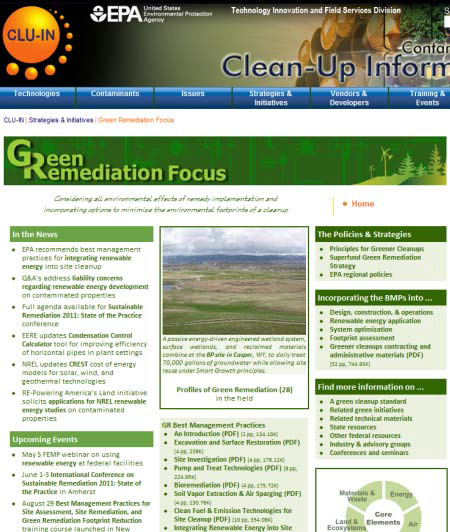 CLU-IN
EPA
United States
Environmental Protection
Agency
Technology Innovation and Field Services Division
S
Contam
Clean-Up Inform
Technologies
Contaminants
Issues
Strategies &
Initiatives
Vendors &
Developers
Training &
Events
CLU-IN | Strategies & Initiatives | Green Remediation Focus
Green
Remediation Focus
Considering all environmental effects of remedy implementation and
incorporating options to minimize the environmental footprints of a cleanup
Home
In the News
EPA recommends best management
practices for integrating renewable
energy into site cleanup
Q&A's address liability concerns
regarding renewable energy development
on contaminated properties
Full agenda available for Sustainable
Remediation 2011: State of the Practice
conference
EERE updates Condensation Control
Calculator tool for improving efficiency
of horizontal pipes in plant settings
NREL updates CREST cost of energy
models for solar, wind, and
geothermal technologies
RE-Powering America's Land initiative
solicits applications for NREL renewable
energy studies on contaminated
properties
Upcoming Events
May 5 FEMP webinar on using
renewable energy at federal facilities
June 1-3 International Conference on
Sustainable Remediation 2011: State of
the Practice in Amherst
August 29 Best Management Practices for
Site Assessment, Site Remediation, and
Green Remediation Footprint Reduction
training course launched in New
A passive energy-driven engineered wetland system,
surface wetlands, and reclaimed materials
combine at the BP site in Casper, WY, to daily treat
70,000 gallons of groundwater while allowing site
reuse under Smart Growth principles.
Profiles of Green Remediation (28)
in the field
GR Best Management Practices
An Introduction (PDF) (2 pp, 134.10K)
Excavation and Surface Restoration (PDF)
(4 pp, 239K)
Site Investigation (PDF) (4 pp, 179.12K)
Pump and Treat Technologies (PDF) (8 pp,
224.95K)
Bioremediation (PDF) (4 pp, 175.72K)
Soil Vapor Extraction & Air Sparging (PDF)
(4 pp, 130.76K)
Clean Fuel & Emission Technologies for
Site Cleanup (PDF) (10 pp, 354.08K)
Integrating Renewable Energy into Site
The Policies & Strategies
Principles for Greener Cleanups
Superfund Green Remediation
Strategy
EPA regional policies
Incorporating the BMPs into ...
Design, construction, & operations
Renewable energy application
System optimization
Footprint assessment
Greener cleanups contracting and
administrative materials (PDF)
(52 pp, 744.93K)
Find more information on ...
A green cleanup standard
Related green initiatives
Related technical materials
State resources
Other federal resources
Industry & advisory groups
Conferences and seminars
Materials &
Waste
Energy
Core
Elements
Land &
Ecosystems
Air